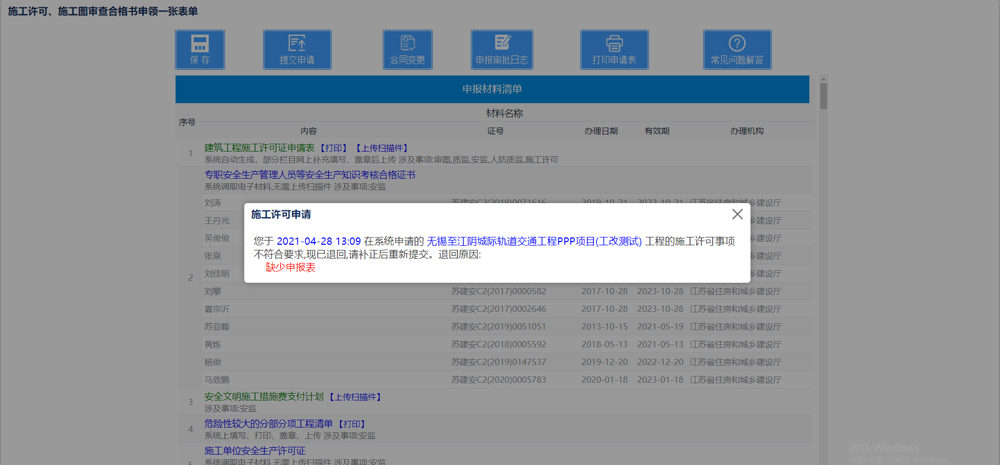 施工许可、施工图审查合格书申领一张表单
保 存
提交申请
合同变更
申报审批日志
打印申请表
常见问题解答
申报材料清单
序号
材料名称
内容 证号 办理日期 有效期 办理机构
1
建筑工程施工许可证申请表 【打印】 【上传扫描件】
系统自动生成，部分栏目网上补充填写，盖章后上传 涉及事项:审图,质监,安监,人防质监,施工许可
2
专职安全生产管理人员等安全生产知识考核合格证书
系统调取电子材料,无需上传扫描件 涉及事项:安监
刘涛 苏建安C2(2019)0071616 2019-10-21 2022-10-21 江苏省住房和城乡建设厅
王丹光 乡建设厅
吴俊俊 乡建设厅
张泉 乡建设厅
刘佳明 乡建设厅
施工许可申请
您于 2021-04-28 13:09 在系统申请的 无锡至江阴城际轨道交通工程PPP项目(工改测试) 工程的施工许可事项
不符合要求,现已退回,请补正后重新提交。退回原因:
缺少申报表
刘攀 苏建安C2(2017)0000582 2017-10-28 2023-10-28 江苏省住房和城乡建设厅
夏宗沂 苏建安C2(2017)0002646 2017-10-28 2023-10-28 江苏省住房和城乡建设厅
苏亚峰 苏建安C2(2019)0051051 2013-10-15 2021-05-19 江苏省住房和城乡建设厅
黄炼 苏建安C2(2018)0005592 2018-05-13 2021-05-13 江苏省住房和城乡建设厅
杨俊 苏建安C2(2019)0147537 2019-12-20 2022-12-20 江苏省住房和城乡建设厅
马致鹏 苏建安C2(2020)0005783 2020-01-18 2023-01-18 江苏省住房和城乡建设厅
3
安全文明施工措施费支付计划 【上传扫描件】
涉及事项:安监
4
危险性较大的分部分项工程清单 【打印】
系统上填写、打印、盖章、上传 涉及事项:安监
5
施工单位安全生产许可证
系统调取电子材料,无需上传扫描件 涉及事项:安监
激活 Windows
转到"设置"以激活 Windows。